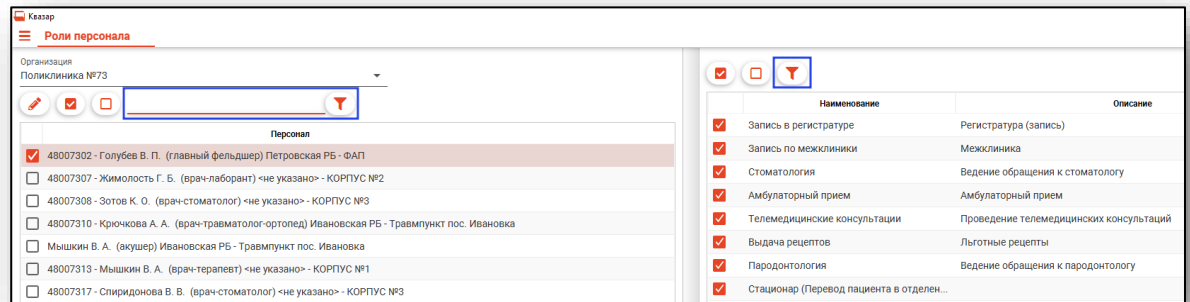 Квазар
Роли персонала
Организация
Поликлиника №73
Персонал
48007302 - Голубев В. П. (главный фельдшер) Петровская РБ - ФАП
48007307 - Жимолость Г. Б. (врач-лаборант) <не указано> - КОРПУС №2
48007308 - Зотов К. О. (врач-стоматолог) <не указано> - КОРПУС №3
48007310 - Крючкова А. А. (врач-травматолог-ортопед) Ивановская РБ - Травмпункт пос. Ивановка
Мышкин В. А. (акушер) Ивановская РБ - Травмпункт пос. Ивановка
48007313 - Мышкин В. А. (врач-терапевт) <не указано> - КОРПУС №1
48007317 - Спиридонова В. В. (врач-стоматолог) <не указано> - КОРПУС №3
Наименование Описание
Запись в регистратуре Регистратура (запись)
Запись по межклиники Межклиника
Стоматология Ведение обращения к стоматологу
Амбулаторный прием Амбулаторный прием
Телемедицинские консультации Проведение телемедицинских консультаций
Выдача рецептов Льготные рецепты
Пародонтология Ведение обращения к пародонтологу
Стационар (Перевод пациента в отделен...